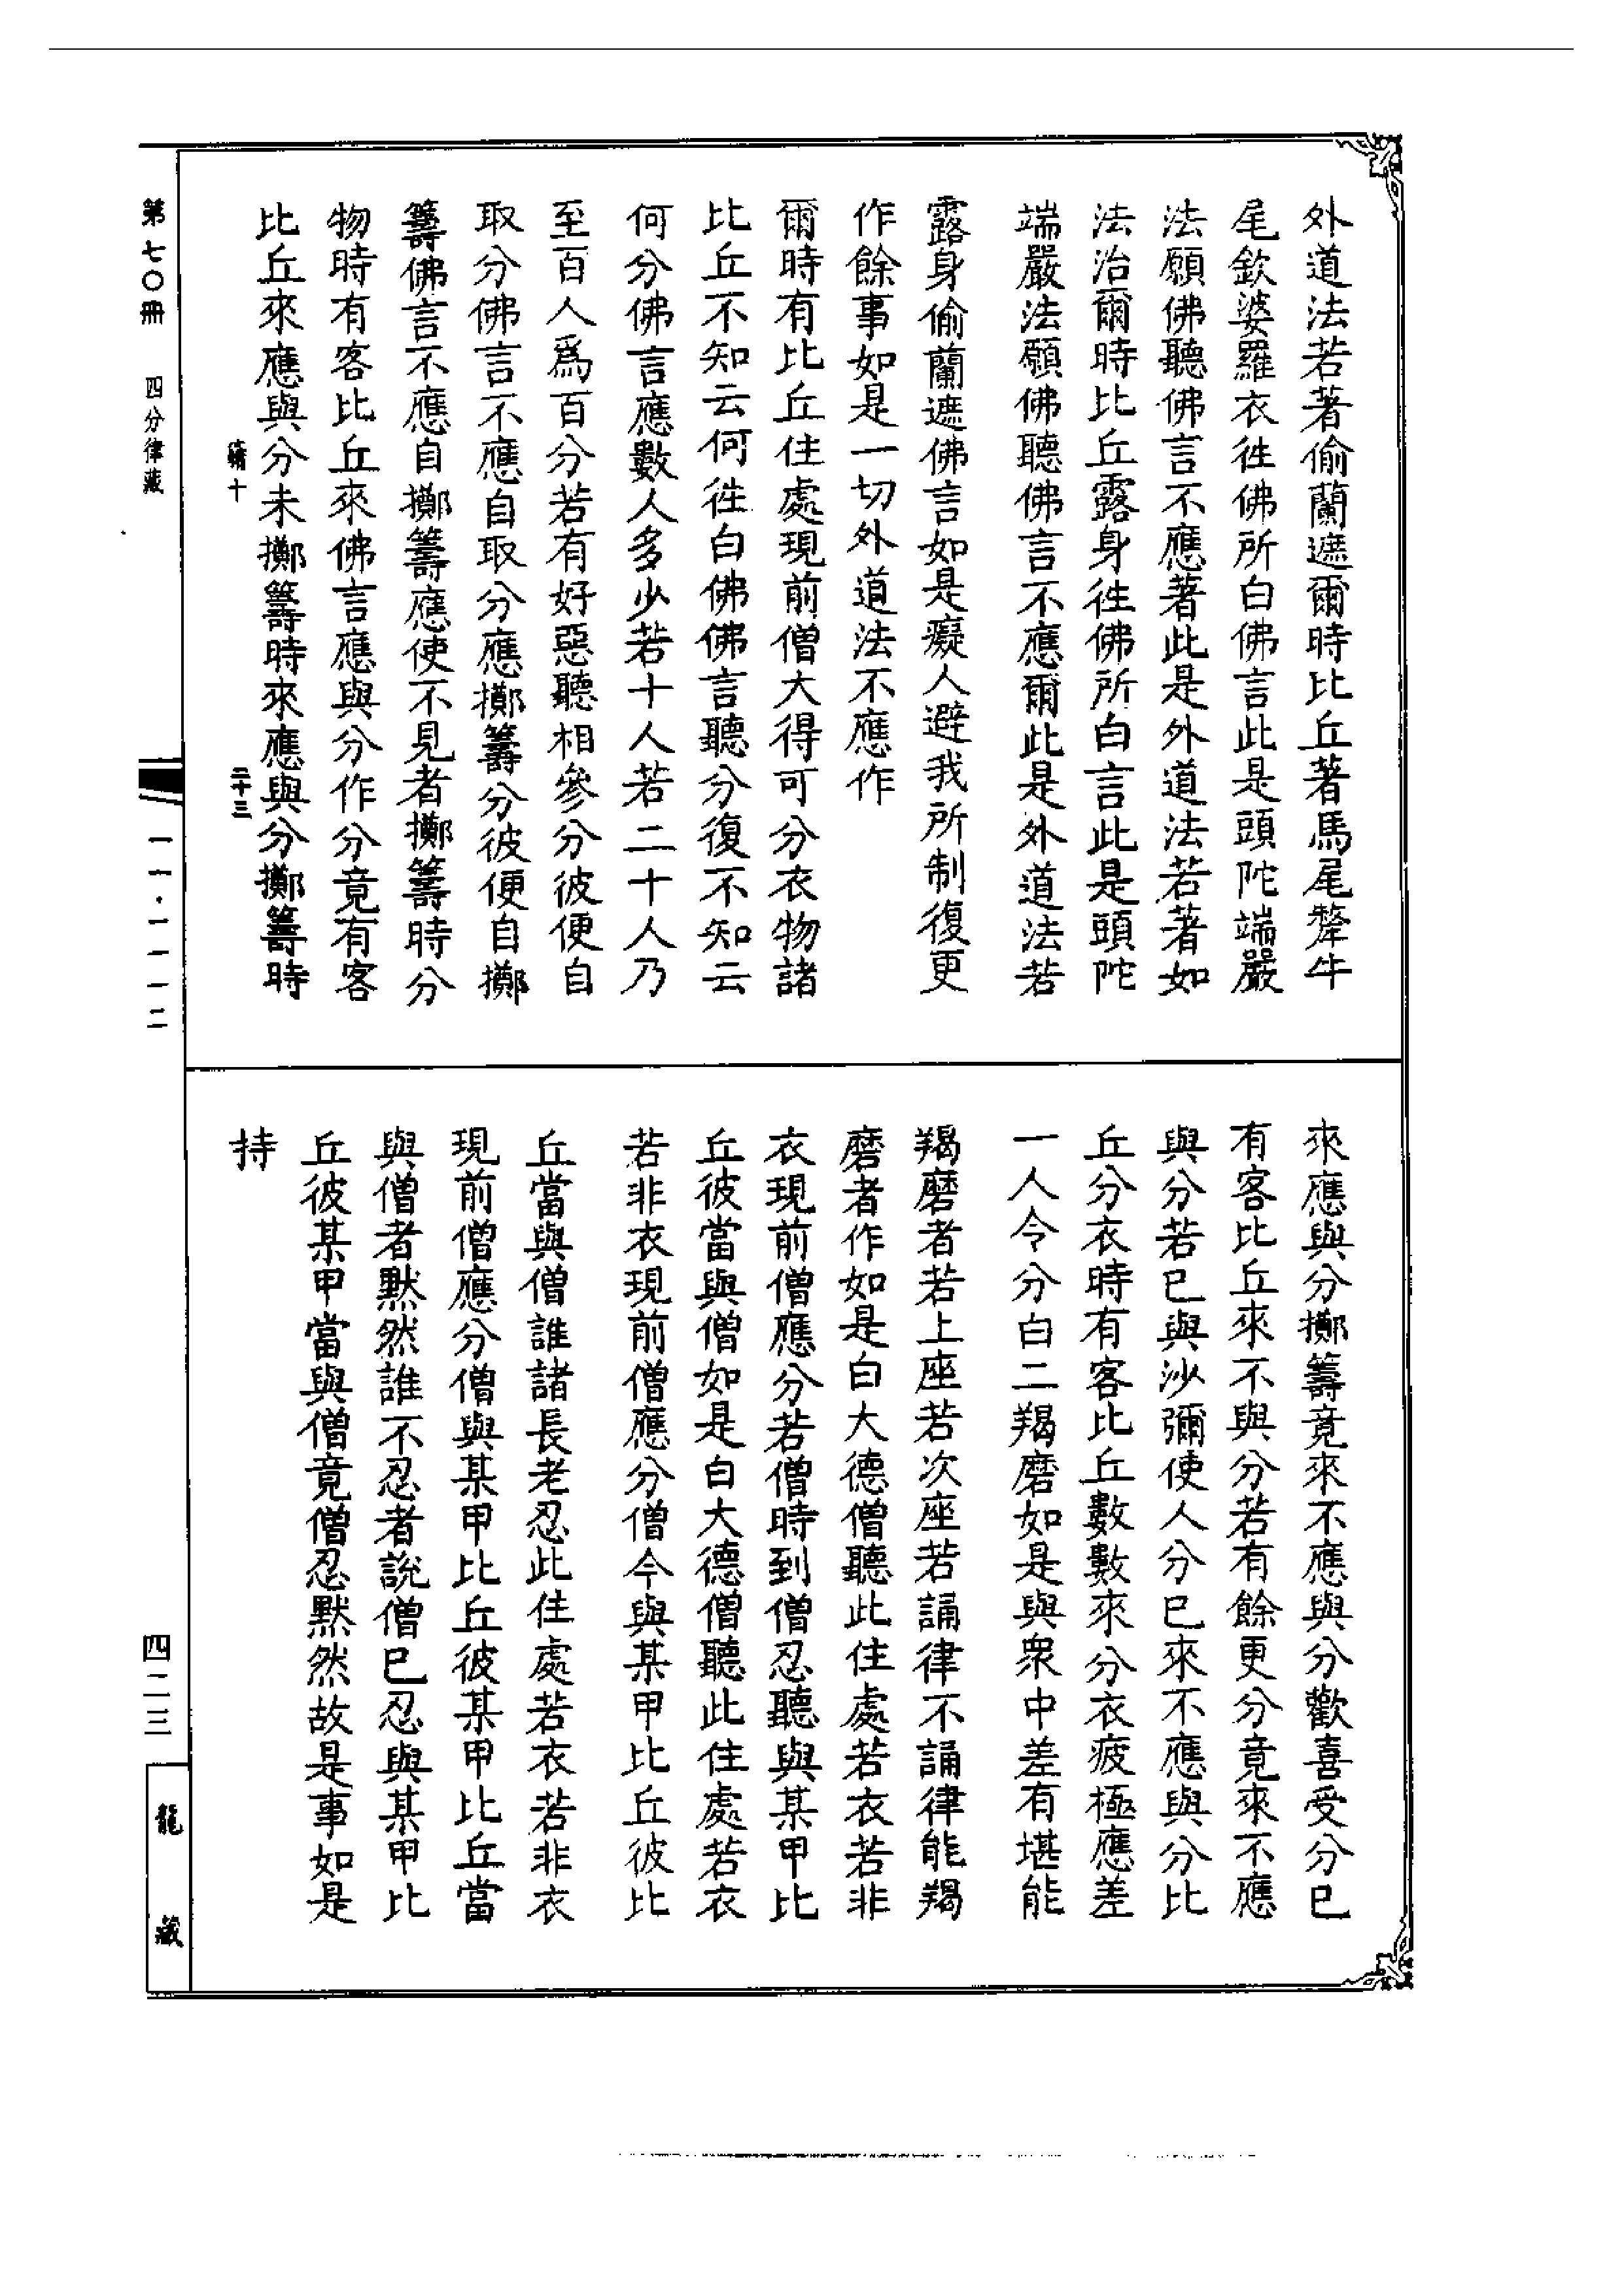 外道法若著偷蘭遮爾時比丘著馬尾犛牛
尾欽婆羅衣徃佛所白佛言此是頭陀端嚴
法願佛聽佛言不應著此是外道法若著如
法治爾時比丘露身徃佛所白言此是頭陀
端嚴法願佛聽佛言不應爾此是外道法若
露身偷蘭遮佛言如是癡人避我所制復更
作餘事如是一切外道法不應作
爾時有比丘住處現前僧大得可分衣物諸
比丘不知云何徃白佛佛言聽分復不知云
何分佛言應數人多少若十人若二十人乃
至百人爲百分若有好惡聽相參分彼便自
取分佛言不應自取分應擲籌分彼便自擲
籌佛言不應自擲籌應使不見者擲籌時分
物時有客比丘來佛言應與分作分竟有客
比丘來應與分未擲籌時來應與分擲籌時
二十三
來應與分擲籌竟來不應與分歡喜受分已
有客比丘來不與分若有餘更分竟來不應
與分若已與沙彌使人分已來不應與分比
丘分衣時有客比丘數數來分衣疲極應差
一人令分白二羯磨如是與衆中差有堪能
羯磨者若上座若次座若誦律不誦律能羯
磨者作如是白大德僧聽此住處若衣若非
衣現前僧應分若僧時到僧忍聽與某甲比
丘彼當與僧如是白大德僧聽此住處若衣
若非衣現前僧應分僧今與某甲比丘彼比
丘當與僧誰諸長老忍此住處若衣若非衣
現前僧應分僧與某甲比丘彼某甲比丘當
與僧者默然誰不忍者說僧已忍與某甲比
丘彼某甲當與僧竟僧忍默然故是事如是
持
第七〇冊 四分律藏
一一·一一一二
四二三
龍藏